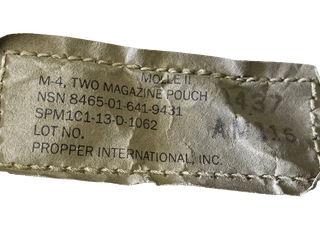 MOLLE II
M-4, TWO MAGAZINE POUCH
NSN 8465-01-641-9431
SPM1C1-13-D-1062
LOT NO.
PROPPER INTERNATIONAL, INC.
1437